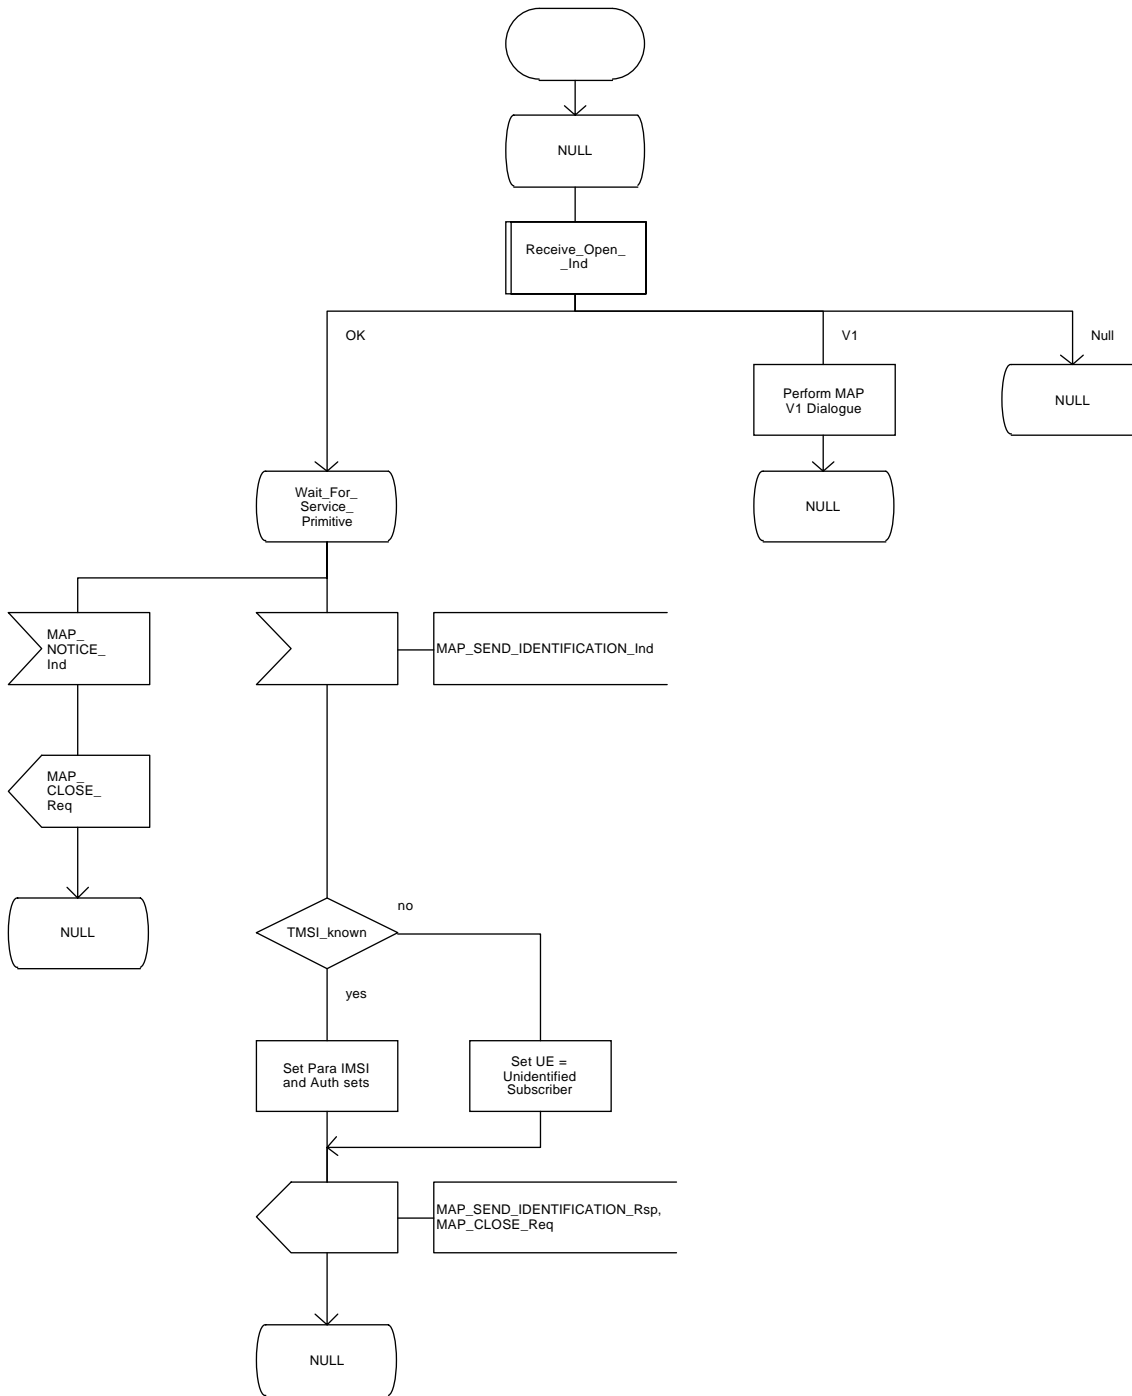 NULL
Receive_Open_
_Ind
OK
V1
Null
Perform MAP
V1 Dialogue
NULL
NULL
Wait_For_
Service_
Primitive
MAP_
NOTICE_
Ind
MAP_SEND_IDENTIFICATION_Ind
MAP_
CLOSE_
Req
NULL
TMSI_known
no
yes
Set Para IMSI
and Auth sets
Set UE =
Unidentified
Subscriber
MAP_SEND_IDENTIFICATION_Rsp,
MAP_CLOSE_Req
NULL